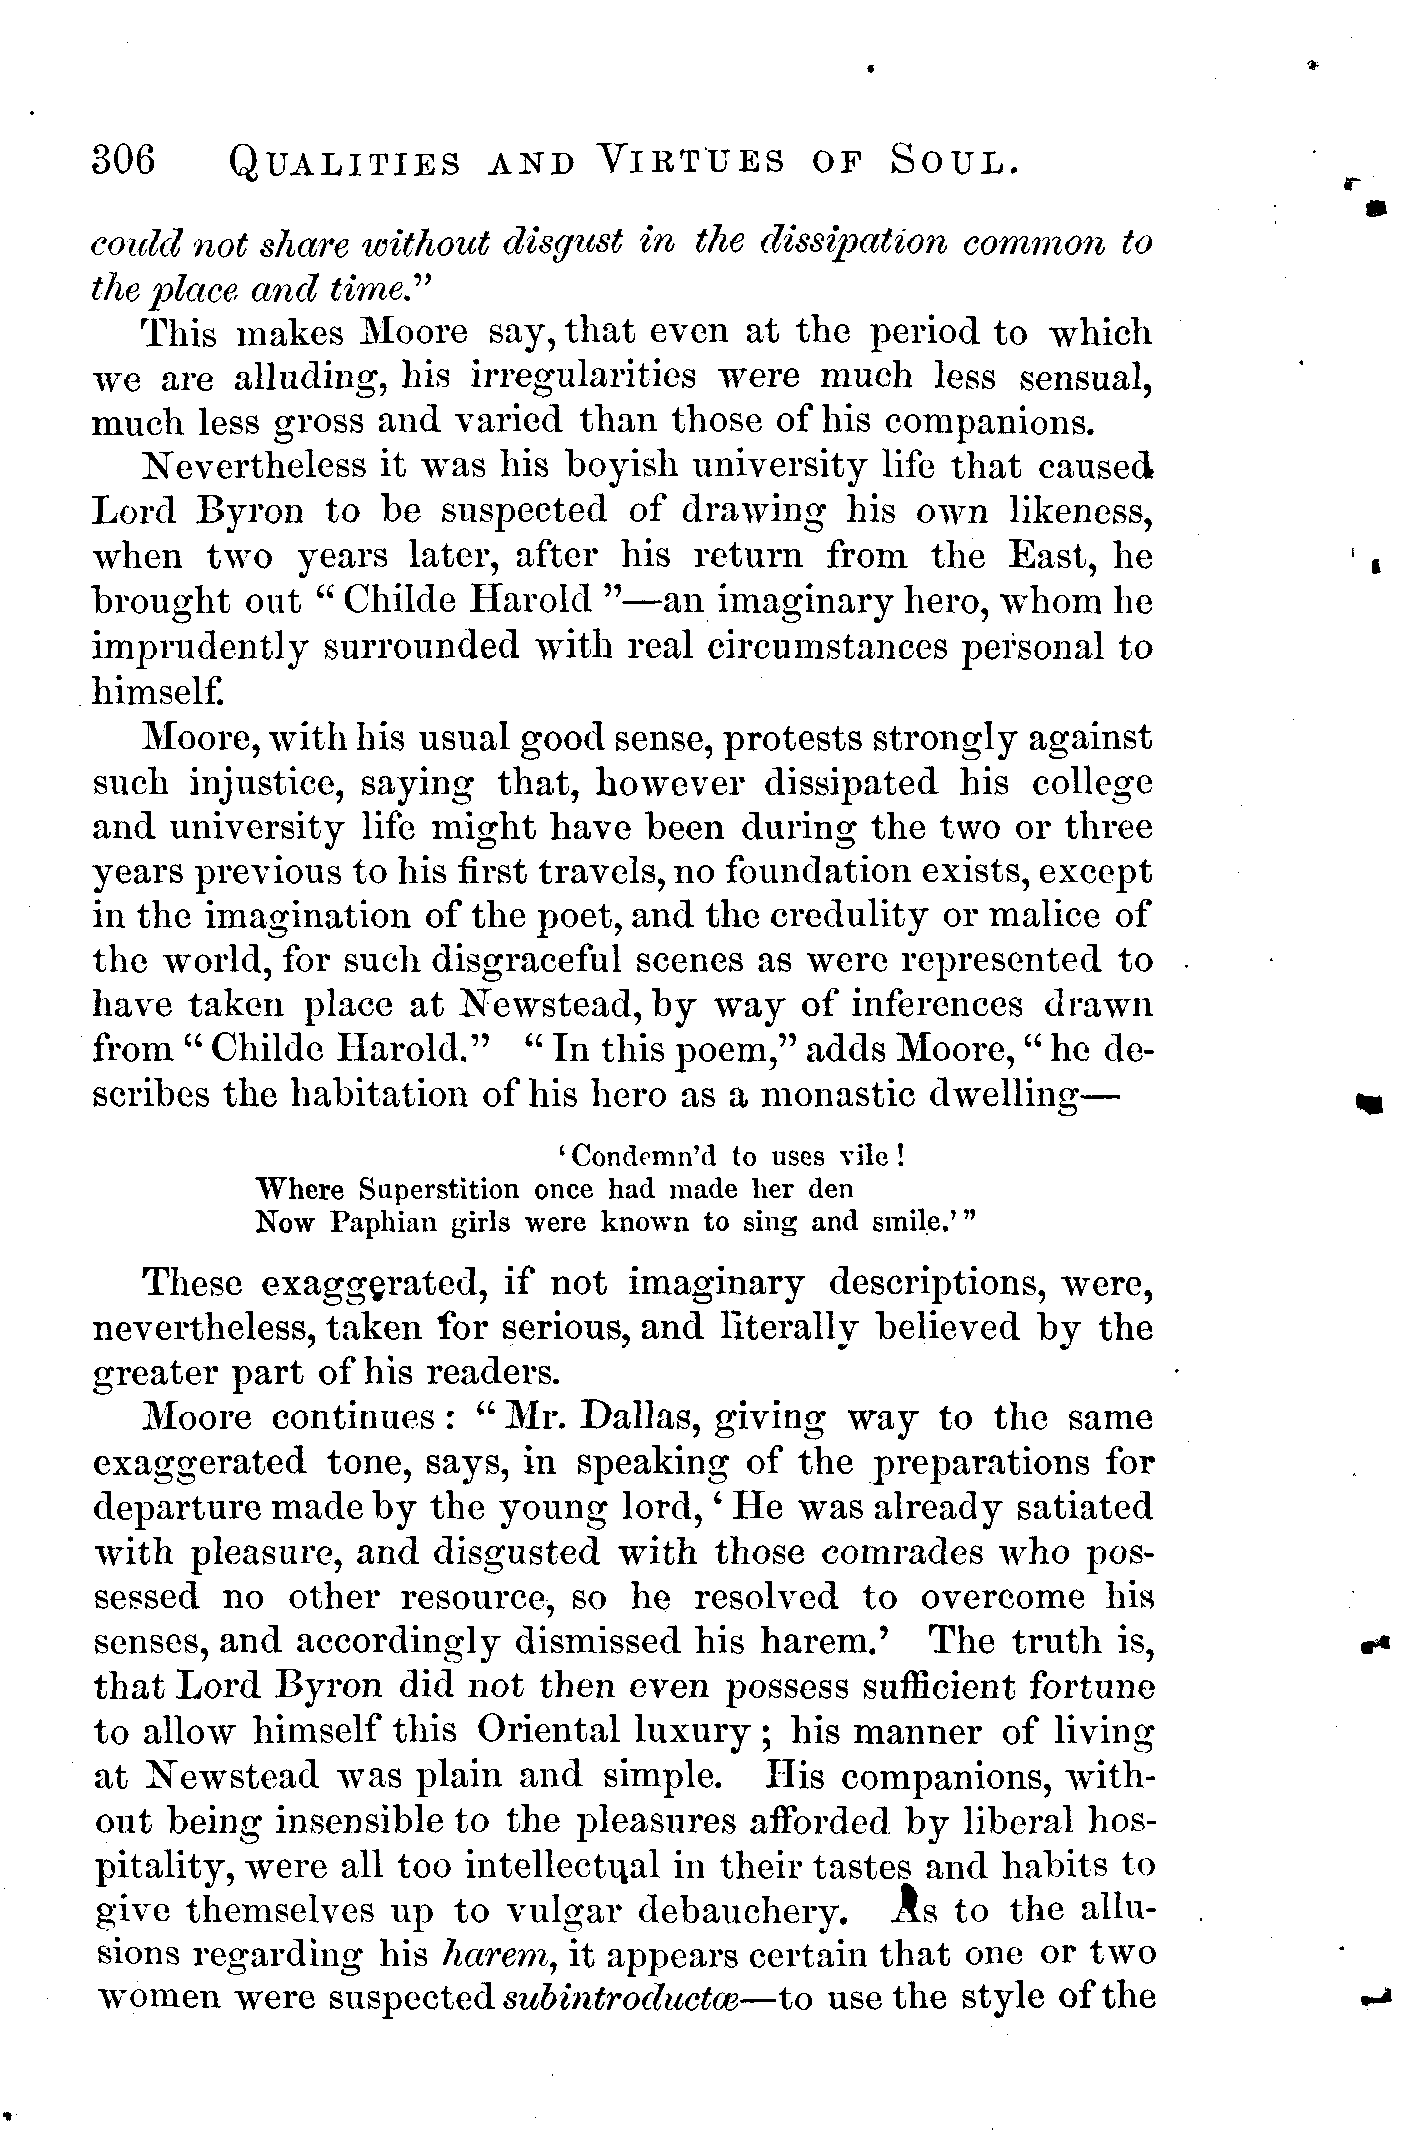 306 QUALITIES AND VIRTUES OF SOUL.
could not share without disgust in the dissipation common to
the place and time."
This makes Moore say, that even at the period to which
we are alluding, his irregularities were much less sensual,
much less gross and varied than those of his companions.
Nevertheless it was his boyish university life that caused
Lord Byron to be suspected of drawing his own likeness,
when two years later, after his return from the East, he
brought out "Childe Harold"—an imaginary hero, whom he
imprudently surrounded with real circumstances personal to
himself.
Moore, with his usual good sense, protests strongly against
such injustice, saying that, however dissipated his college
and university life might have been during the two or three
years previous to his first travels, no foundation exists, except
in the imagination of the poet, and the credulity or malice of
the world, for such disgraceful scenes as were represented to
have taken place at Newstead, by way of inferences drawn
from "Childe Harold." "In this poem," adds Moore, "he de-
scribes the habitation of his hero as a monastic dwelling—
'Condemn'd to uses vile!
Where Superstition once had made her den
Now Paphian girls were known to sing and smile.'"
These exaggerated, if not imaginary descriptions, were,
nevertheless, taken for serious, and literally believed by the
greater part of his readers.
Moore continues: "Mr. Dallas, giving way to the same
exaggerated tone, says, in speaking of the preparations for
departure made by the young lord, 'He was already satiated
with pleasure, and disgusted with those comrades who pos-
sessed no other resource, so he resolved to overcome his
senses, and accordingly dismissed his harem.' The truth is,
that Lord Byron did not then even possess sufficient fortune
to allow himself this Oriental luxury; his manner of living
at Newstead was plain and simple. His companions, with-
out being insensible to the pleasures afforded by liberal hos-
pitality, were all too intellectual in their tastes and habits to
give themselves up to vulgar debauchery. As to the allu-
sions regarding his harem, it appears certain that one or two
women were suspected subintroductœ—to use the style of the